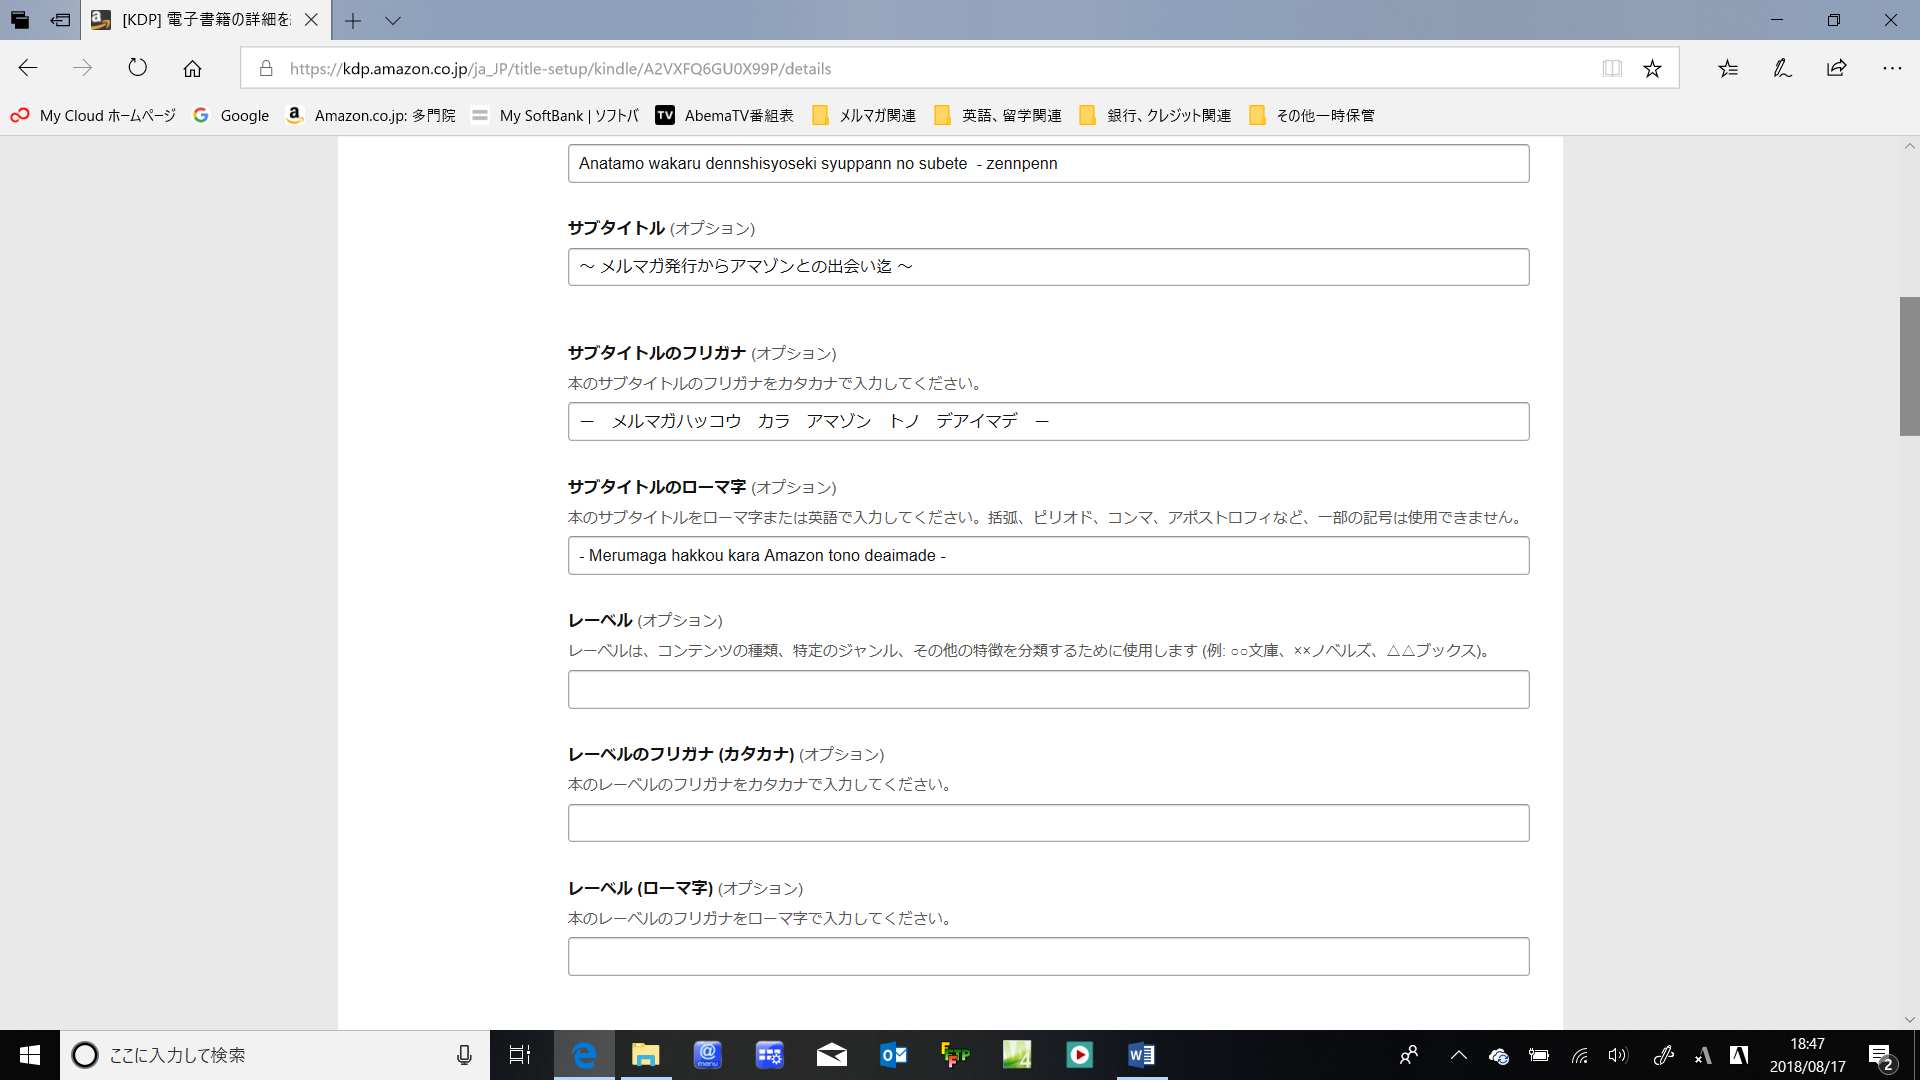 [KDP] 電子書籍の詳細を
https://kdp.amazon.co.jp/ja_JP/title-setup/kindle/A2VXFQ6GU0X99P/details
My Cloud ホームページ Google Amazon.co.jp: 多門院 My SoftBank | ソフトバ AbemaTV番組表 メルマガ関連 英語、留学関連 銀行、クレジット関連 その他一時保管
Anatamo wakaru dennshisyoseki syuppann no subete  - zennpenn
サブタイトル (オプション)
～ メルマガ発行からアマゾンとの出会い迄 ～
サブタイトルのフリガナ (オプション)
本のサブタイトルのフリガナをカタカナで入力してください。
ー　メルマガハッコウ　カラ　アマゾン　トノ　デアイマデ　ー
サブタイトルのローマ字 (オプション)
本のサブタイトルをローマ字または英語で入力してください。括弧、ピリオド、コンマ、アポストロフィなど、一部の記号は使用できません。
- Merumaga hakkou kara Amazon tono deaimade -
レーベル (オプション)
レーベルは、コンテンツの種類、特定のジャンル、その他の特徴を分類するために使用します (例: ○○文庫、××ノベルズ、△△ブックス)。
レーベルのフリガナ (カタカナ) (オプション)
本のレーベルのフリガナをカタカナで入力してください。
レーベル (ローマ字) (オプション)
本のレーベルのフリガナをローマ字で入力してください。
ここに入力して検索
18:47
2018/08/17
2